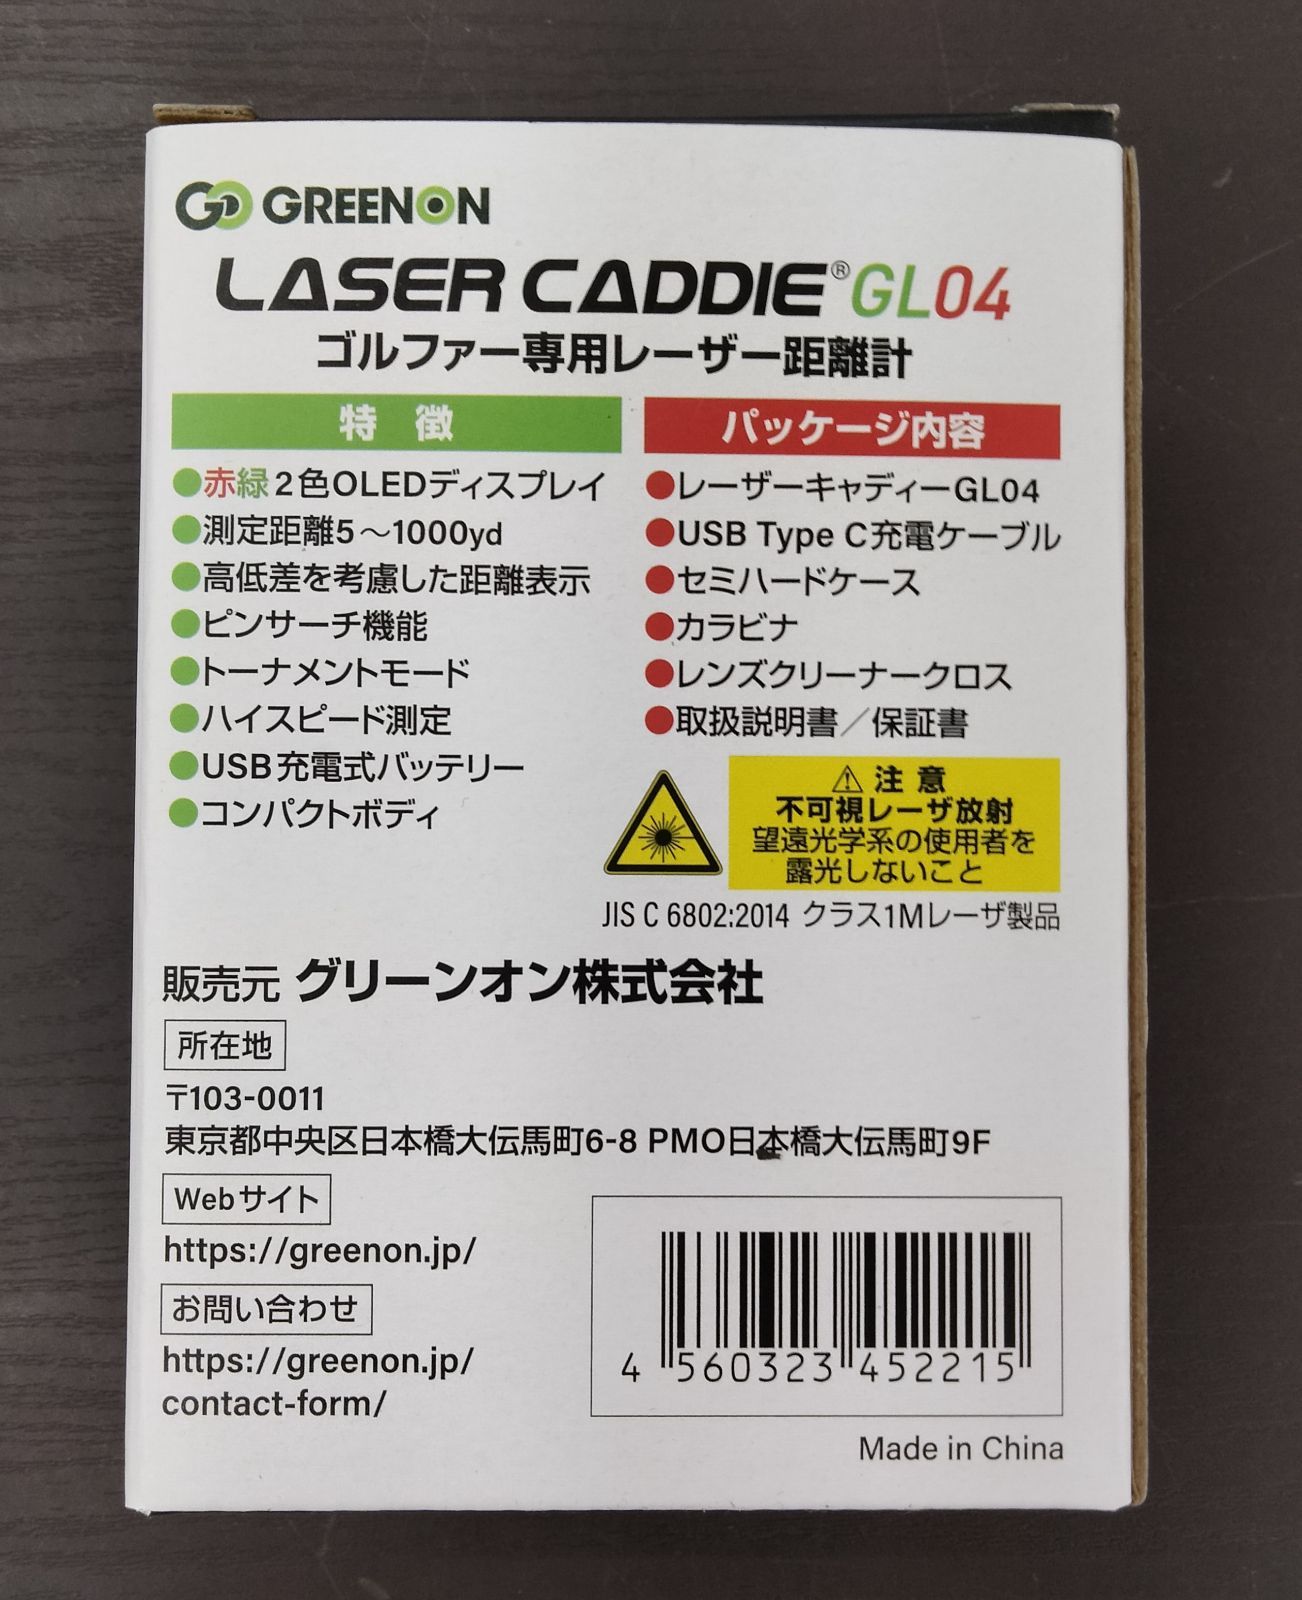 GREENON
LASER CADDIE®GL04
ゴルファー専用レーザー距離計
特徴
●赤緑2色OLEDディスプレイ
●測定距離5～1000yd
●高低差を考慮した距離表示
●ピンサーチ機能
●トーナメントモード
●ハイスピード測定
●USB充電式バッテリー
●コンパクトボディ
パッケージ内容
●レーザーキャディーGL04
●USB Type C充電ケーブル
●セミハードケース
●カラビナ
●レンズクリーナークロス
●取扱説明書／保証書
⚠注意
不可視レーザ放射
望遠光学系の使用者を
露光しないこと
JIS C 6802:2014 クラス1Mレーザ製品
販売元 グリーンオン株式会社
所在地
〒103-0011
東京都中央区日本橋大伝馬町6-8 PMO日本橋大伝馬町9F
Webサイト
https://greenon.jp/
お問い合わせ
https://greenon.jp/
contact-form/
4 560323 452215
Made in China